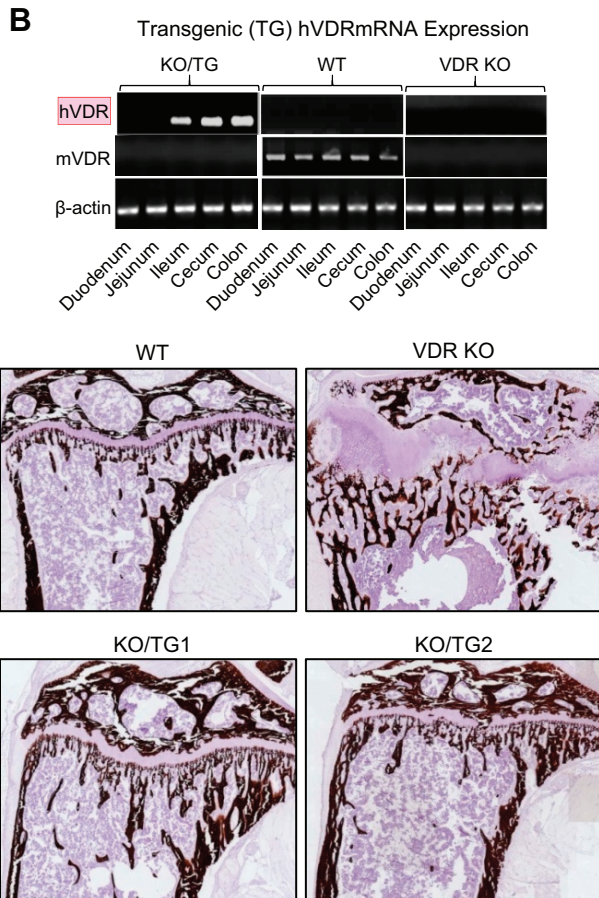 B
Transgenic (TG) hVDRmRNA Expression
KO/TG WT VDR KO
hVDR
mVDR
β-actin
Duodenum Jejunum Ileum Cecum Colon Duodenum Jejunum Ileum Cecum Colon Duodenum Jejunum Ileum Cecum Colon
WT VDR KO
KO/TG1 KO/TG2